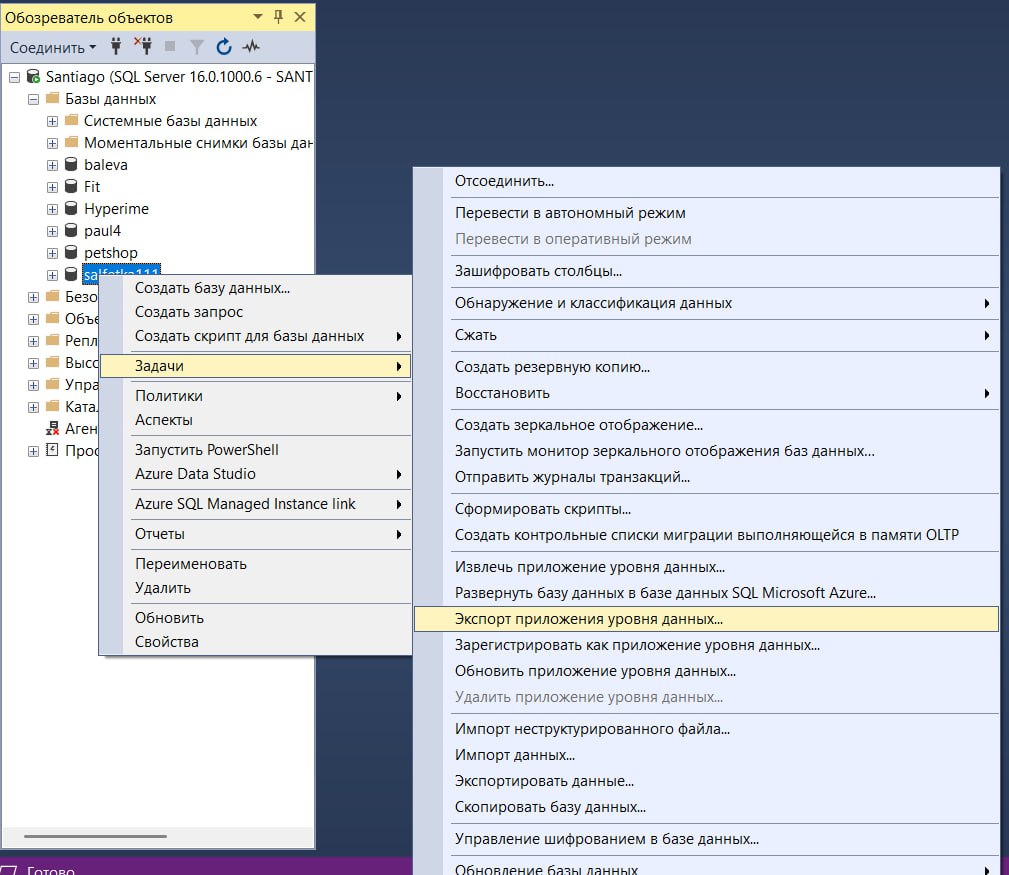 Обозреватель объектов
Соединить
Santiago (SQL Server 16.0.1000.6 - SANT
Базы данных
Системные базы данных
Моментальные снимки базы дан
baleva
Fit
Hyperime
paul4
petshop
salfetka111
Безо
Объе
Репл
Высо
Упра
Ката
Аген
Прос
Создать базу данных...
Создать запрос
Создать скрипт для базы данных
Задачи
Политики
Аспекты
Запустить PowerShell
Azure Data Studio
Azure SQL Managed Instance link
Отчеты
Переименовать
Удалить
Обновить
Свойства
Отсоединить...
Перевести в автономный режим
Перевести в оперативный режим
Зашифровать столбцы...
Обнаружение и классификация данных
Сжать
Создать резервную копию...
Восстановить
Создать зеркальное отображение...
Запустить монитор зеркального отображения баз данных...
Отправить журналы транзакций...
Сформировать скрипты...
Создать контрольные списки миграции выполняющейся в памяти OLTP
Извлечь приложение уровня данных...
Развернуть базу данных в базе данных SQL Microsoft Azure...
Экспорт приложения уровня данных...
Зарегистрировать как приложение уровня данных...
Обновить приложение уровня данных...
Удалить приложение уровня данных...
Импорт неструктурированного файла...
Импорт данных...
Экспортировать данные...
Скопировать базу данных...
Управление шифрованием в базе данных...
Обновление базы данных
Готово